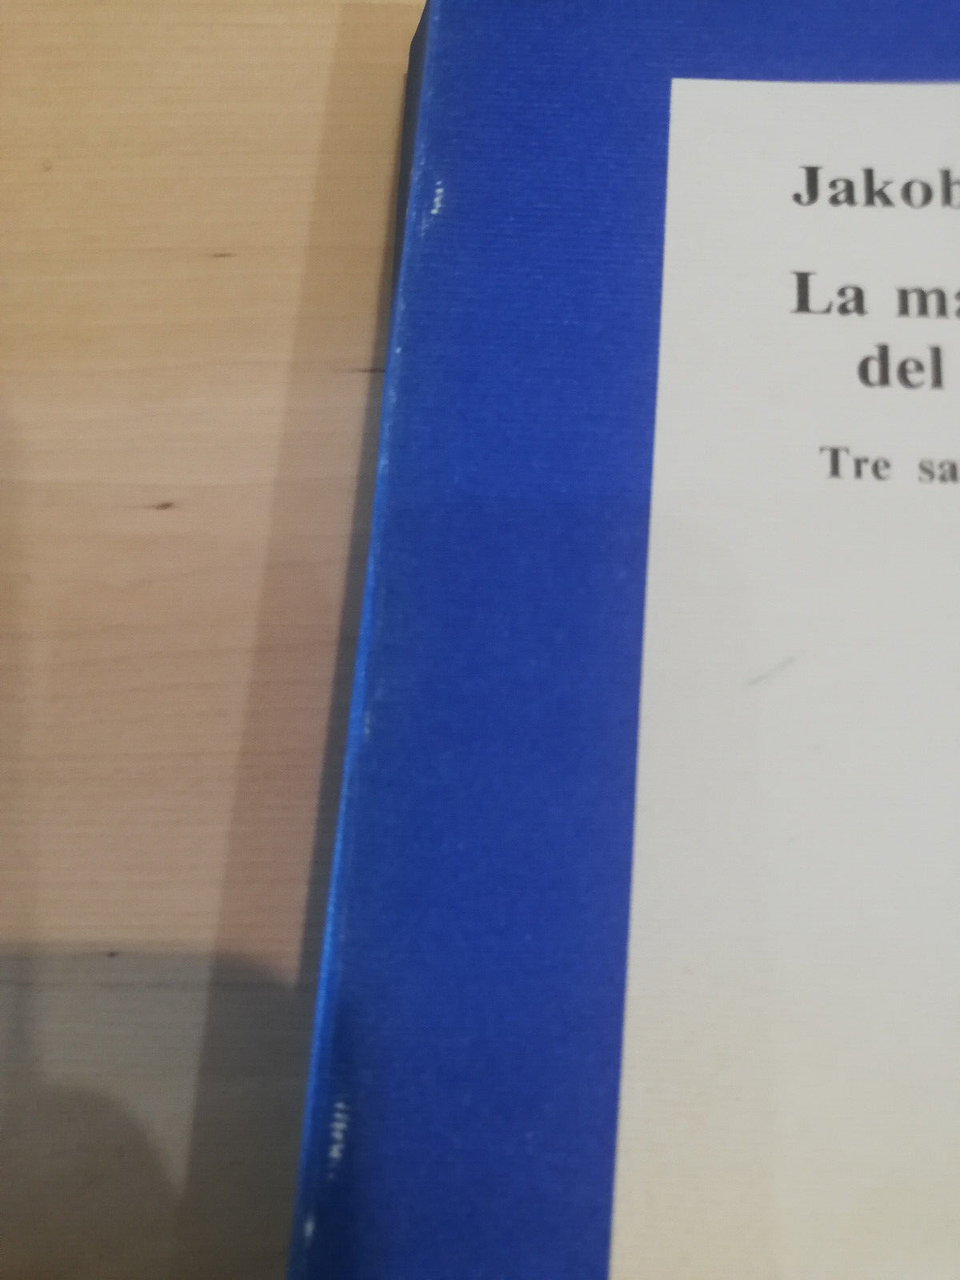 Jakob
La ma
del
Tre sa